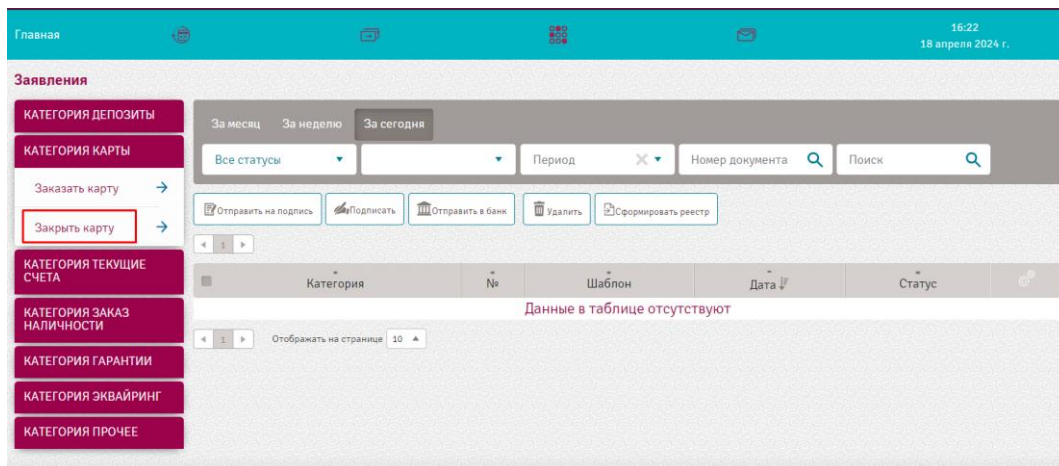 Главная
16:22
18 апреля 2024 г.
Заявления
КАТЕГОРИЯ ДЕПОЗИТЫ
КАТЕГОРИЯ КАРТЫ
Заказать карту
Закрыть карту
КАТЕГОРИЯ ТЕКУЩИЕ
СЧЕТА
КАТЕГОРИЯ ЗАКАЗ
НАЛИЧНОСТИ
КАТЕГОРИЯ ГАРАНТИИ
КАТЕГОРИЯ ЭКВАЙРИНГ
КАТЕГОРИЯ ПРОЧЕЕ
За месяц За неделю За сегодня
Все статусы Период Номер документа Поиск
Отправить на подпись Подписать Отправить в банк Удалить Сформировать реестр
1
Категория № Шаблон Дата Статус
Данные в таблице отсутствуют
1 Отображать на странице 10